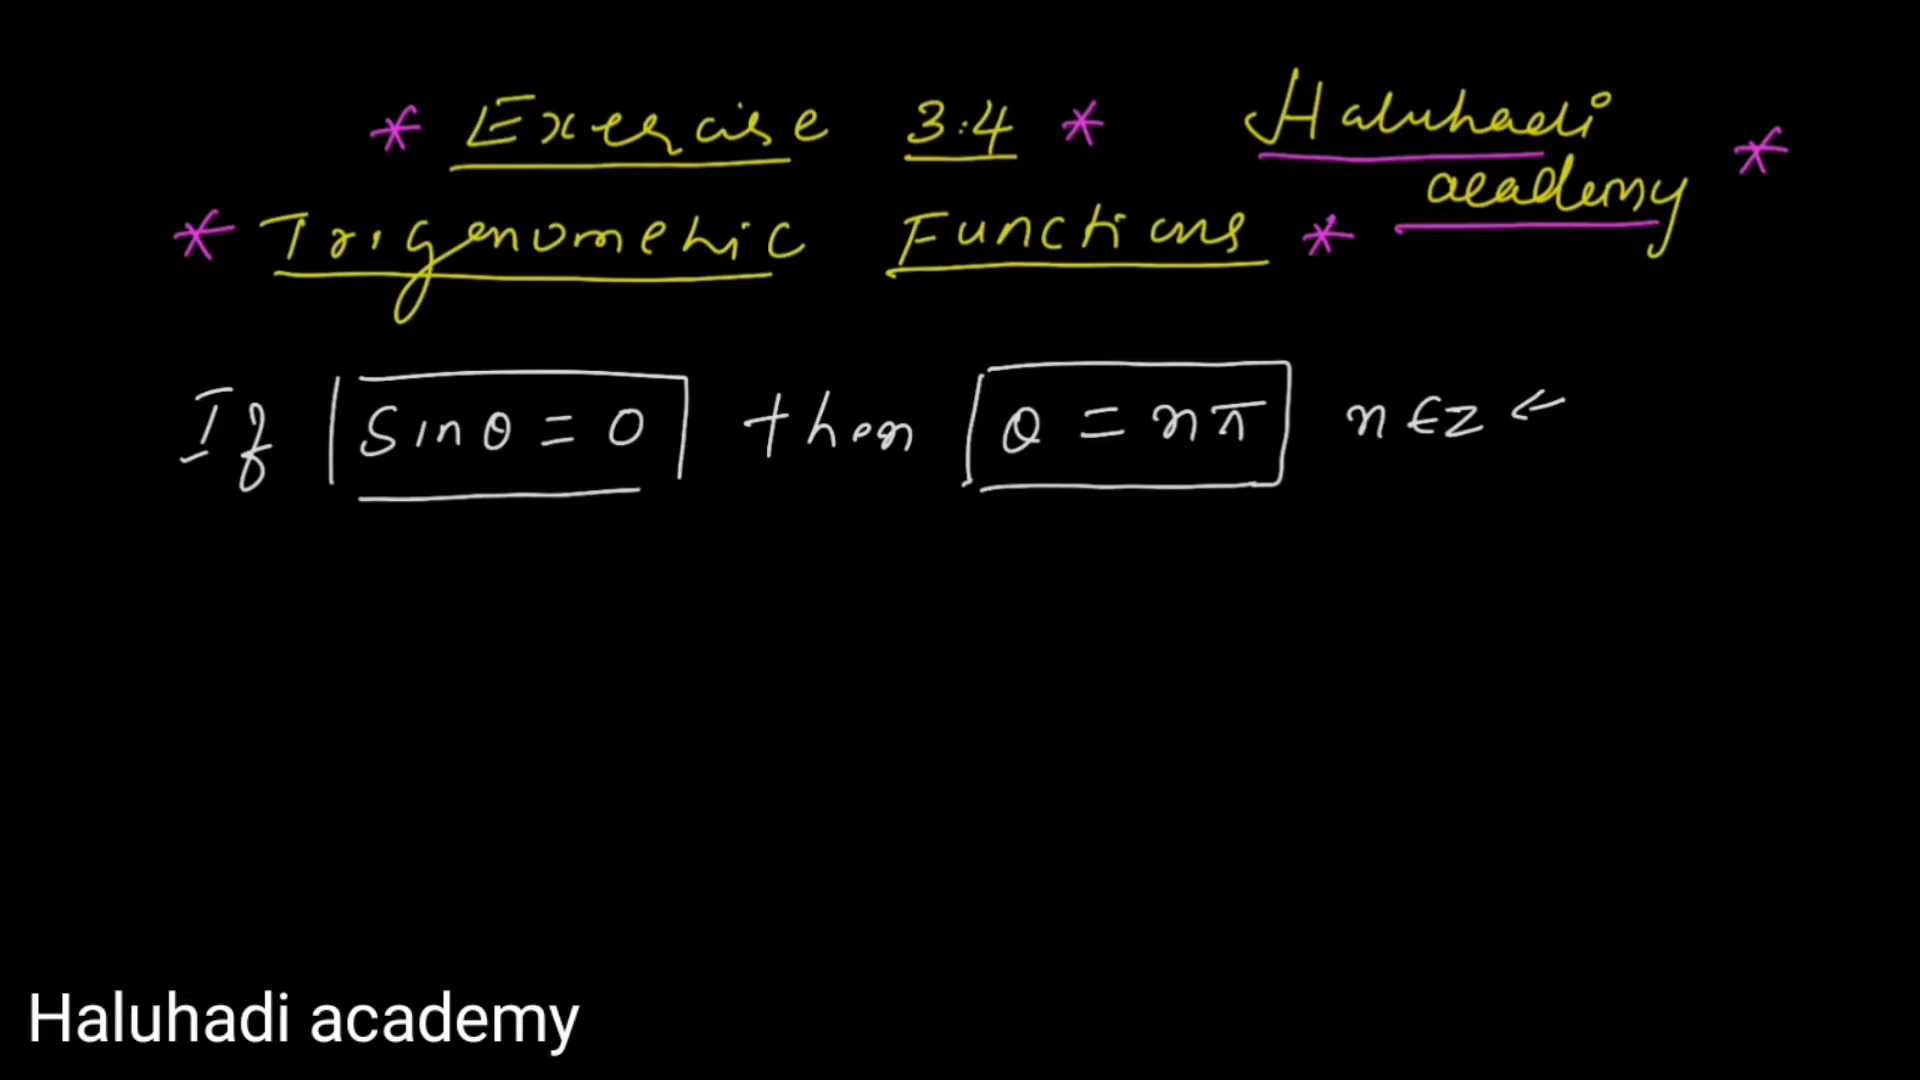 * Exercise 3.4 * Haluhadi academy *
* Trigonometric Functions *
If sinθ = 0 then θ = nπ n∈z ←
Haluhadi academy